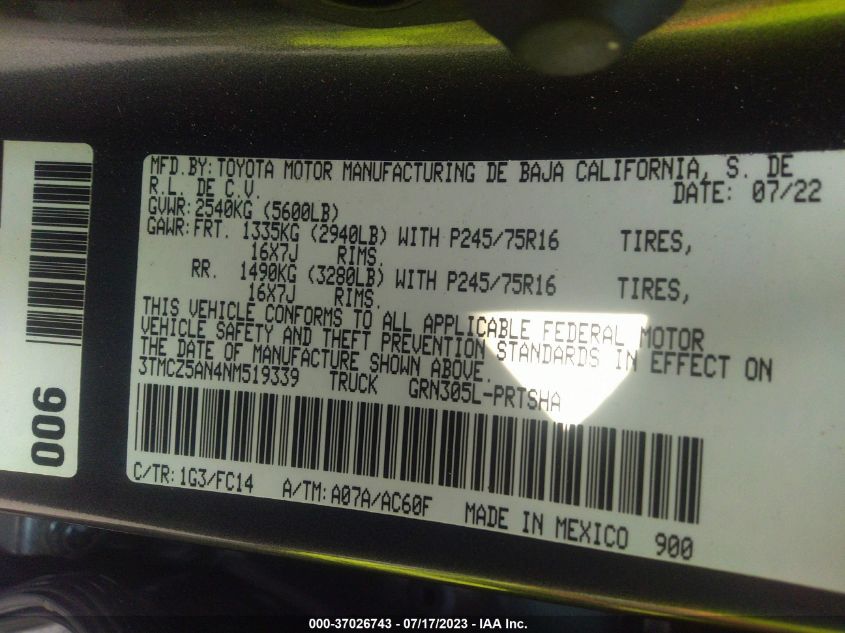 MFD.BY:TOYOTA MOTOR MANUFACTURING DE BAJA CALIFORNIA, S. DE
R.L. DE C.V. DATE: 07/22
GVWR:2540KG (5600LB)
GAWR:FRT. 1335KG (2940LB) WITH P245/75R16 TIRES,
16X7J RIMS.
RR. 1490KG (3280LB) WITH P245/75R16 TIRES,
16X7J RIMS.
THIS VEHICLE CONFORMS TO ALL APPLICABLE FEDERAL MOTOR
VEHICLE SAFETY AND THEFT PREVENTION STANDARDS IN EFFECT ON
THE DATE OF MANUFACTURE SHOWN ABOVE.
3TMCZ5AN4NM519339 TRUCK GRN305L-PRTSHA
C/TR:1G3/FC14 A/TM:A07A/AC60F MADE IN MEXICO 900
900
000-37026743 / 07/17/2023 - IAA Inc.